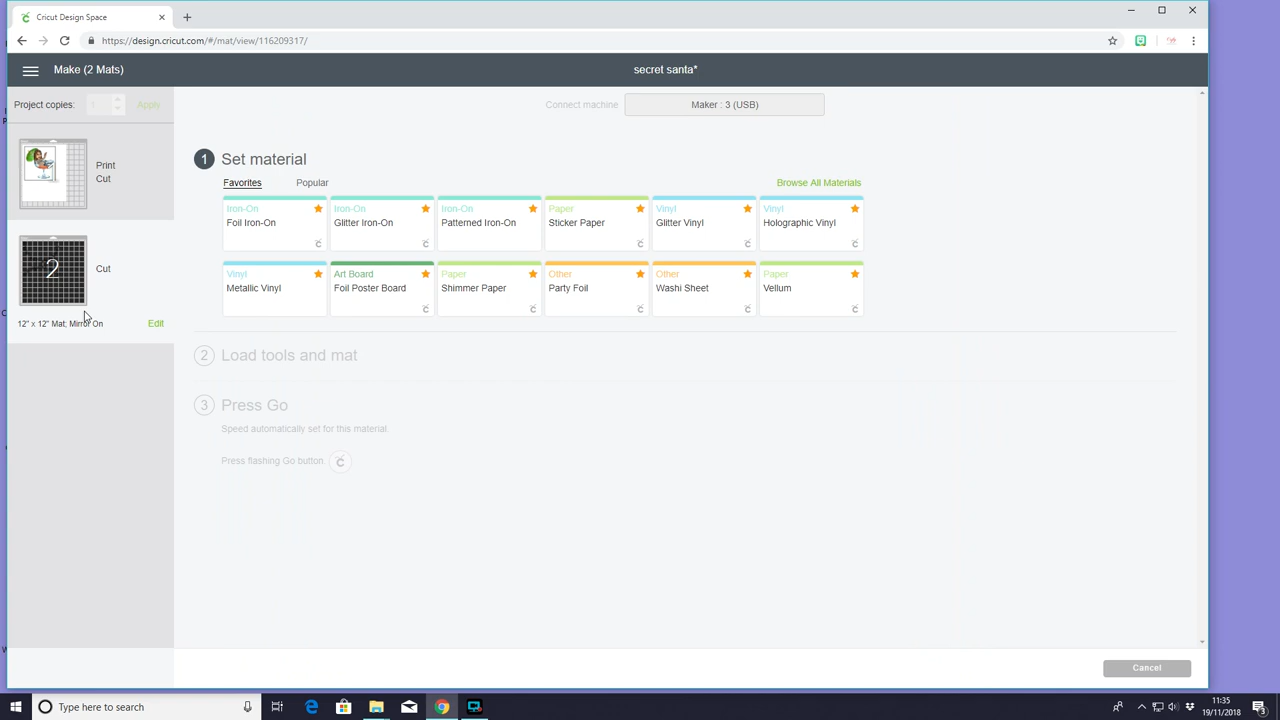 Cricut Design Space
https://design.cricut.com/#/mat/view/116209317/
Make (2 Mats)
secret santa*
Project copies:
1
Apply
Connect machine
Maker : 3 (USB)
Print
Cut
2
Cut
12" x 12" Mat, Mirror On
Edit
1
Set material
Favorites
Popular
Browse All Materials
Iron-On
Foil Iron-On
Iron-On
Glitter Iron-On
Iron-On
Patterned Iron-On
Paper
Sticker Paper
Vinyl
Glitter Vinyl
Vinyl
Holographic Vinyl
Vinyl
Metallic Vinyl
Art Board
Foil Poster Board
Paper
Shimmer Paper
Other
Party Foil
Other
Washi Sheet
Paper
Vellum
2
Load tools and mat
3
Press Go
Speed automatically set for this material.
Press flashing Go button.
Cancel
Type here to search
11:35
19/11/2018
3